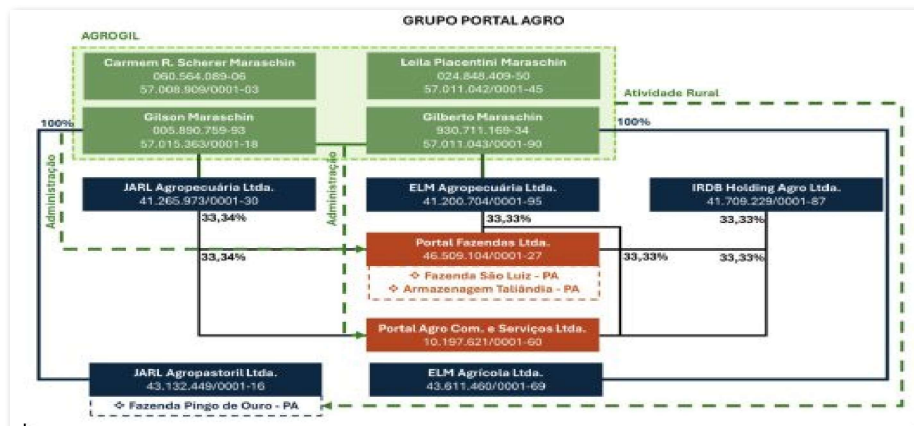 GRUPO PORTAL AGRO
AGROGIL
Carmem R. Scherer Maraschin
060.564.089-06
57.008.909/0001-03
Leila Piacentini Maraschin
024.848.409-50
57.011.042/0001-45
Atividade Rural
100%
Gilson Maraschin
005.890.759-93
57.015.363/0001-18
Gilberto Maraschin
930.711.169-34
57.011.043/0001-90
100%
Administração
Administração
JARL Agropecuária Ltda.
41.265.973/0001-30
ELM Agropecuária Ltda.
41.200.704/0001-95
IRDB Holding Agro Ltda.
41.709.229/0001-87
33,34%
33,33%
33,33%
Portal Fazendas Ltda.
46.509.104/0001-27
33,34%
33,33%
33,33%
❖ Fazenda São Luiz - PA
❖ Armazenagem Tailândia - PA
Portal Agro Com. e Serviços Ltda.
10.197.621/0001-60
JARL Agropastoril Ltda.
43.132.449/0001-16
ELM Agrícola Ltda.
43.611.460/0001-69
❖ Fazenda Pingo de Ouro - PA